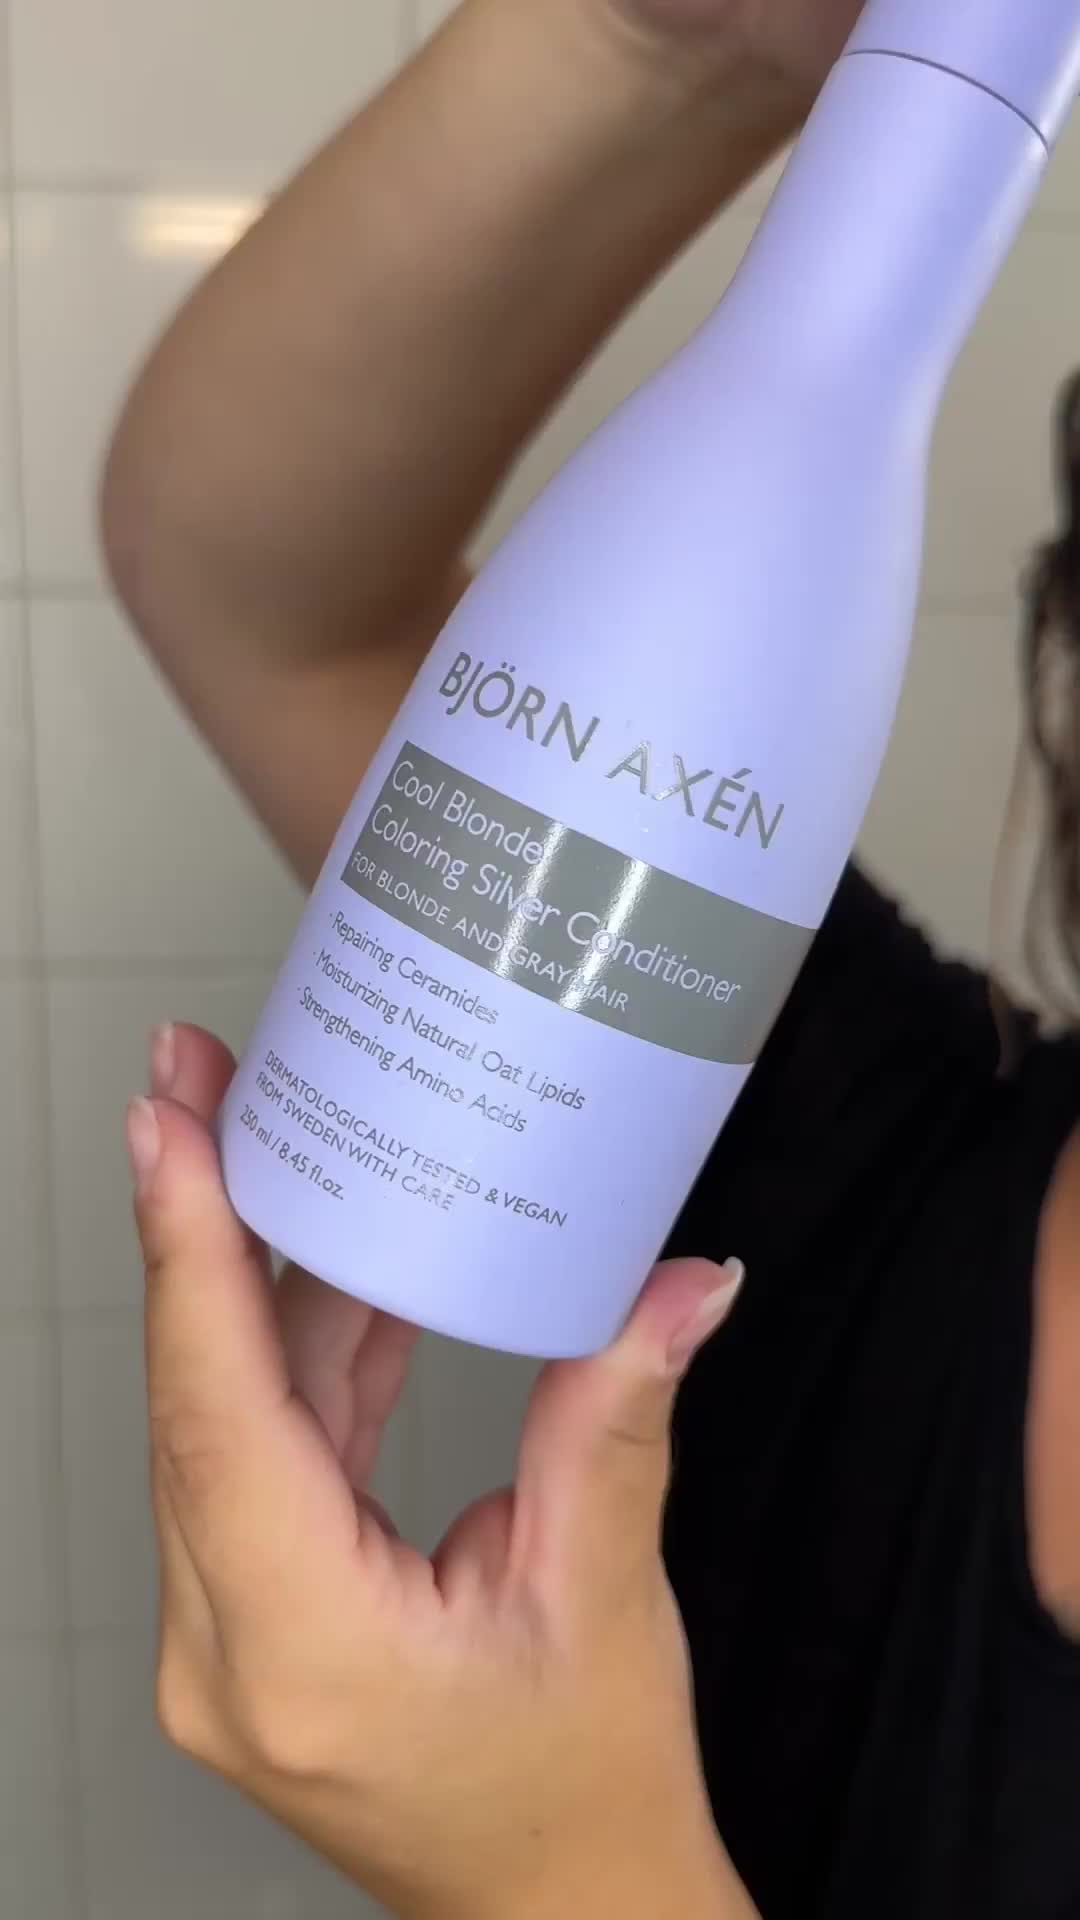 BJÖRN AXÉN
Cool Blonde
Coloring Silver Conditioner
FOR BLONDE AND GRAY HAIR
· Repairing Ceramides
· Moisturizing Natural Oat Lipids
· Strengthening Amino Acids
DERMATOLOGICALLY TESTED & VEGAN
FROM SWEDEN WITH CARE
250 ml / 8.45 fl.oz.